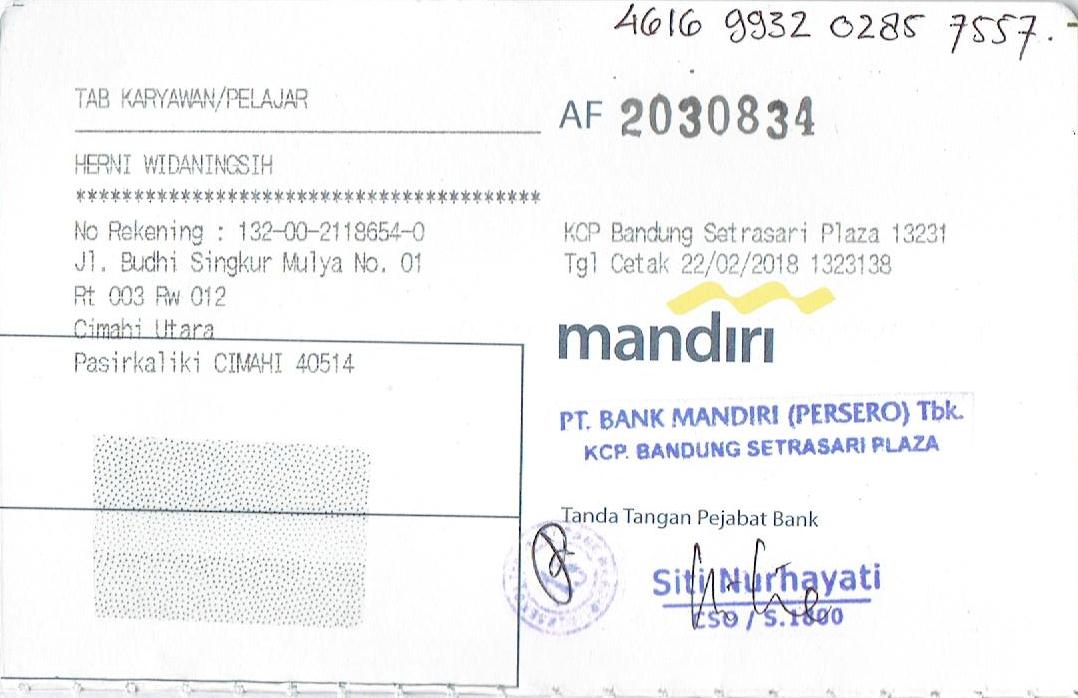 4616 9932 0285 7557.
TAB KARYAWAN/PELAJAR
AF 2030834
HERNI WIDANINGSIH
****************************************
No Rekening : 132-00-2118654-0
Jl. Budhi Singkur Mulya No. 01
Rt 003 Rw 012
Cimahi Utara
Pasirkaliki CIMAHI 40514
KCP Bandung Setrasari Plaza 13231
Tgl Cetak 22/02/2018 1323138
mandiri
PT. BANK MANDIRI (PERSERO) Tbk.
KCP. BANDUNG SETRASARI PLAZA
Tanda Tangan Pejabat Bank
Siti Nurhayati
CSO / S.1800